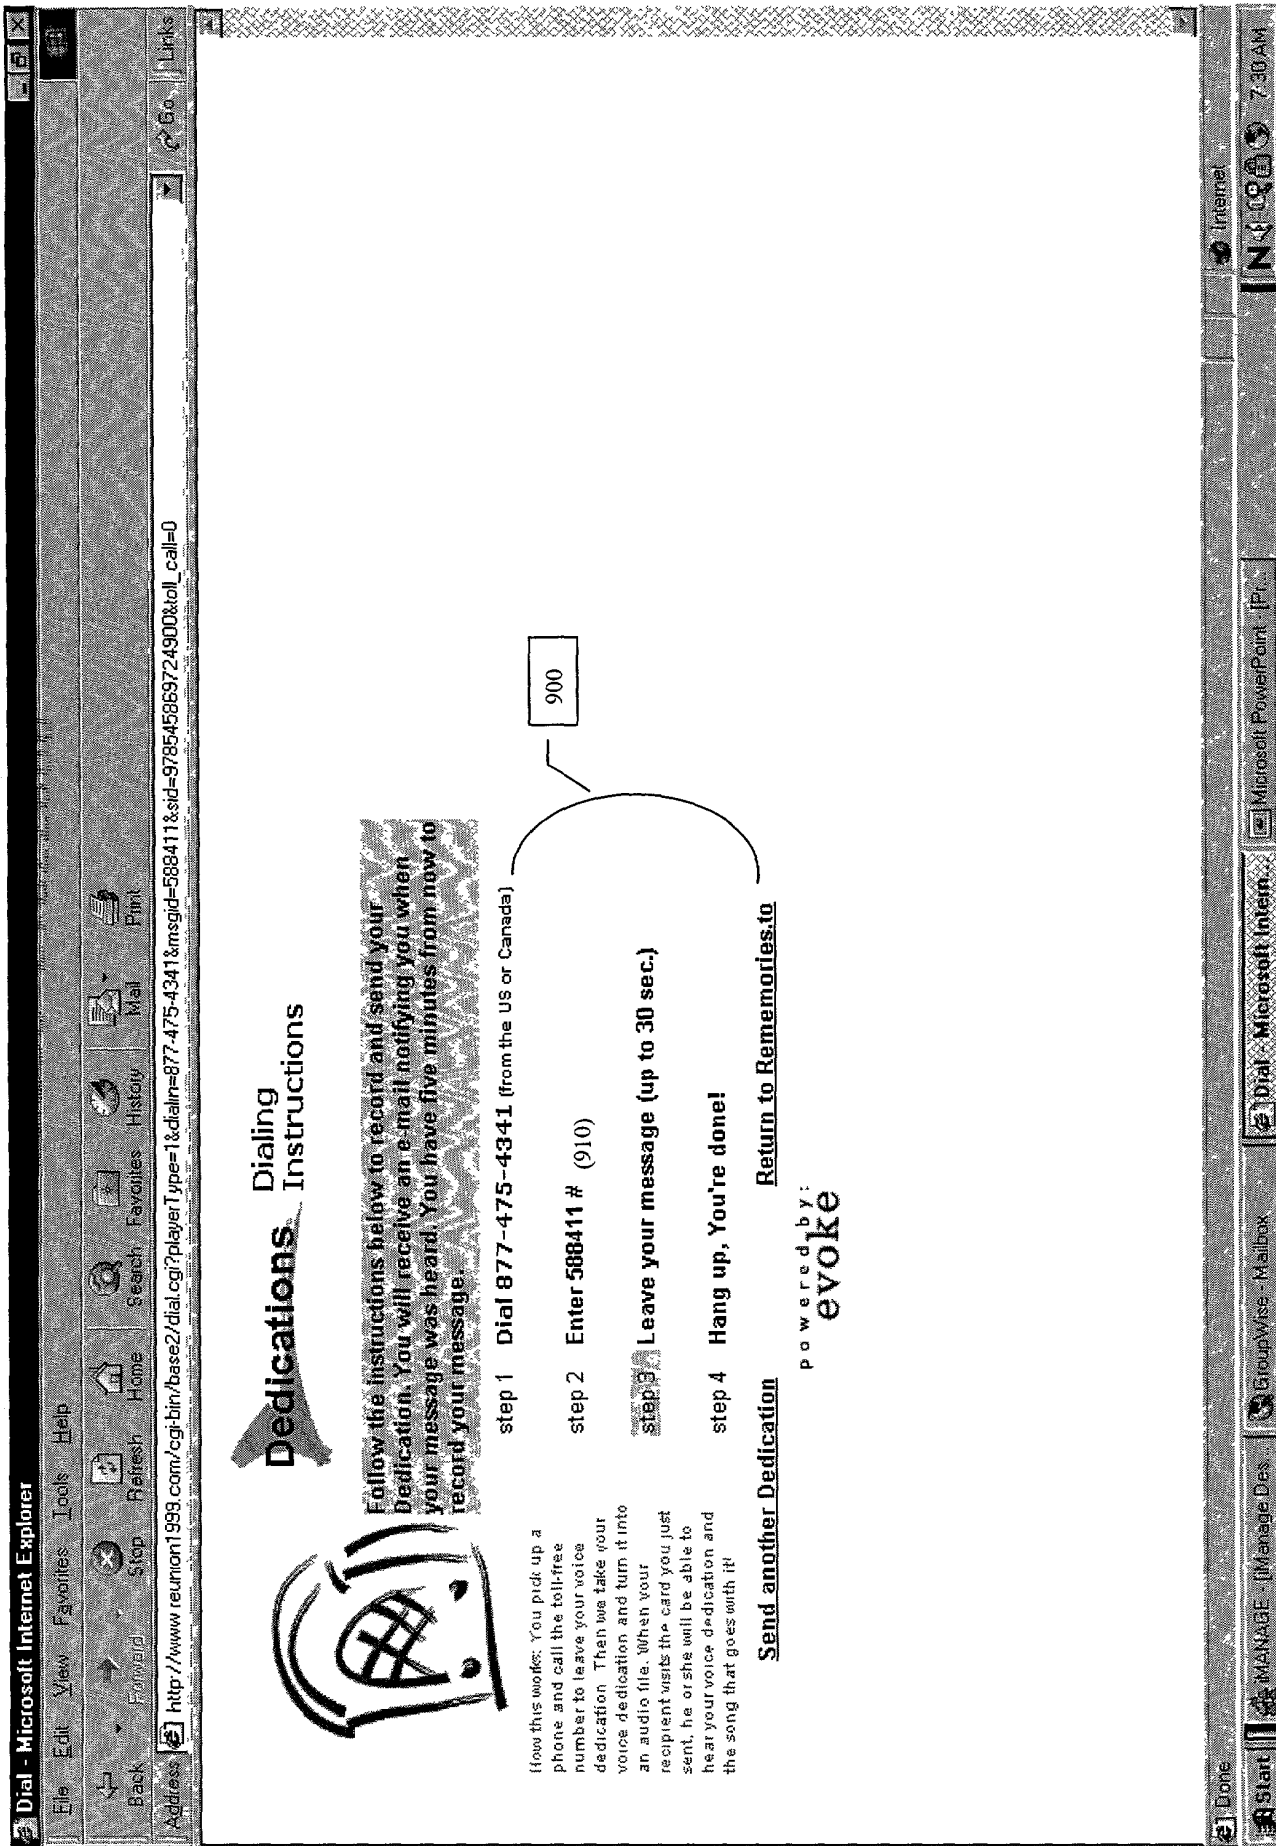 Dial - Microsoft Internet Explorer
File Edit View Favorites Tools Help
Back Forward Stop Refresh Home Search Favorites History Mail Print
Address http://www.reunion1999.com/cgi-bin/base2/dial.cgi?playerType=1&dialin=877-475-4341&msgid=588411&sid=978545869724900&toll_call=0 Go Links
Dedications Dialing
Instructions
Follow the instructions below to record and send your
Dedication. You will receive an e-mail notifying you when
your message was heard. You have five minutes from now to
record your message.
How this works: You pick up a
phone and call the toll-free
number to leave your voice
dedication. Then we take your
voice dedication and turn it into
an audio file. When your
recipient visits the card you just
sent, he or she will be able to
hear your voice dedication and
the song that goes with it!
step 1 Dial 877-475-4341 (from the US or Canada)
step 2 Enter 588411 # (910)
step 3 Leave your message (up to 30 sec.)
step 4 Hang up, You're done!
900
Send another Dedication Return to Rememories.to
powered by:
evoke
Done Internet
Start iMANAGE - [iManage Des... GroupWise - Mailbox Dial - Microsoft Intern... Microsoft PowerPoint - [Pr... N 7:30 AM